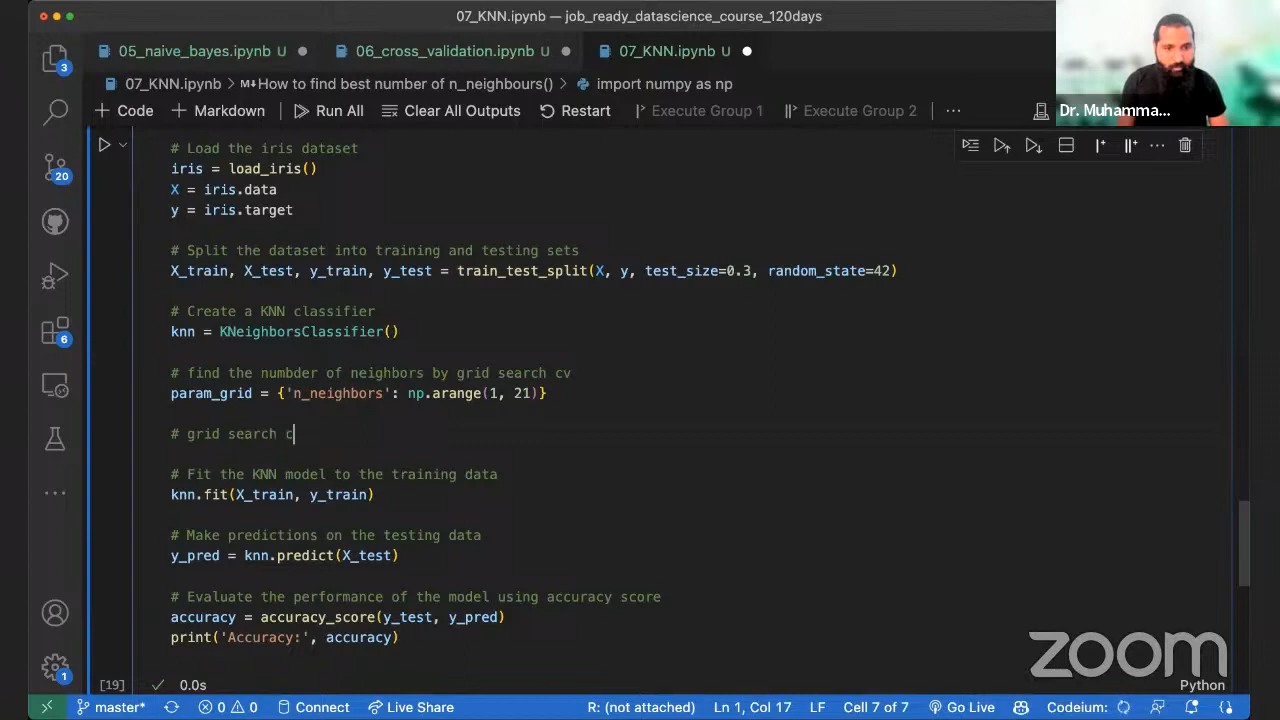 07_KNN.ipynb — job_ready_datascience_course_120days
05_naive_bayes.ipynb U
06_cross_validation.ipynb U
07_KNN.ipynb U
07_KNN.ipynb > M↓How to find best number of n_neighbours() > import numpy as np
+ Code + Markdown Run All Clear All Outputs Restart Execute Group 1 Execute Group 2 ...
Dr. Muhamma...
3
20
6
1
# Load the iris dataset
iris = load_iris()
X = iris.data
y = iris.target
# Split the dataset into training and testing sets
X_train, X_test, y_train, y_test = train_test_split(X, y, test_size=0.3, random_state=42)
# Create a KNN classifier
knn = KNeighborsClassifier()
# find the numbder of neighbors by grid search cv
param_grid = {'n_neighbors': np.arange(1, 21)}
# grid search c
# Fit the KNN model to the training data
knn.fit(X_train, y_train)
# Make predictions on the testing data
y_pred = knn.predict(X_test)
# Evaluate the performance of the model using accuracy score
accuracy = accuracy_score(y_test, y_pred)
print('Accuracy:', accuracy)
zoom
[19] ✓ 0.0s
Python
master* 0 0 Connect Live Share R: (not attached) Ln 1, Col 17 LF Cell 7 of 7 Go Live Codeium: